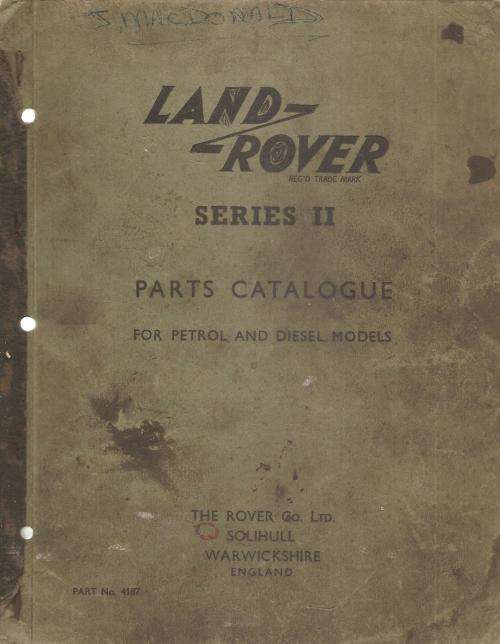 J. MACDONALD
LAND-
ROVER
REG'D TRADE MARK
SERIES II
PARTS CATALOGUE
FOR PETROL AND DIESEL MODELS
THE ROVER Co. LTD.
SOLIHULL
WARWICKSHIRE
ENGLAND
PART No. 4187